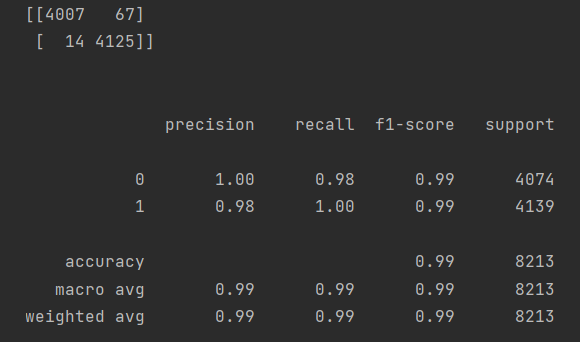 [[4007   67]
 [  14 4125]]
              precision    recall  f1-score   support
           0       1.00      0.98      0.99      4074
           1       0.98      1.00      0.99      4139
    accuracy                           0.99      8213
   macro avg       0.99      0.99      0.99      8213
weighted avg       0.99      0.99      0.99      8213